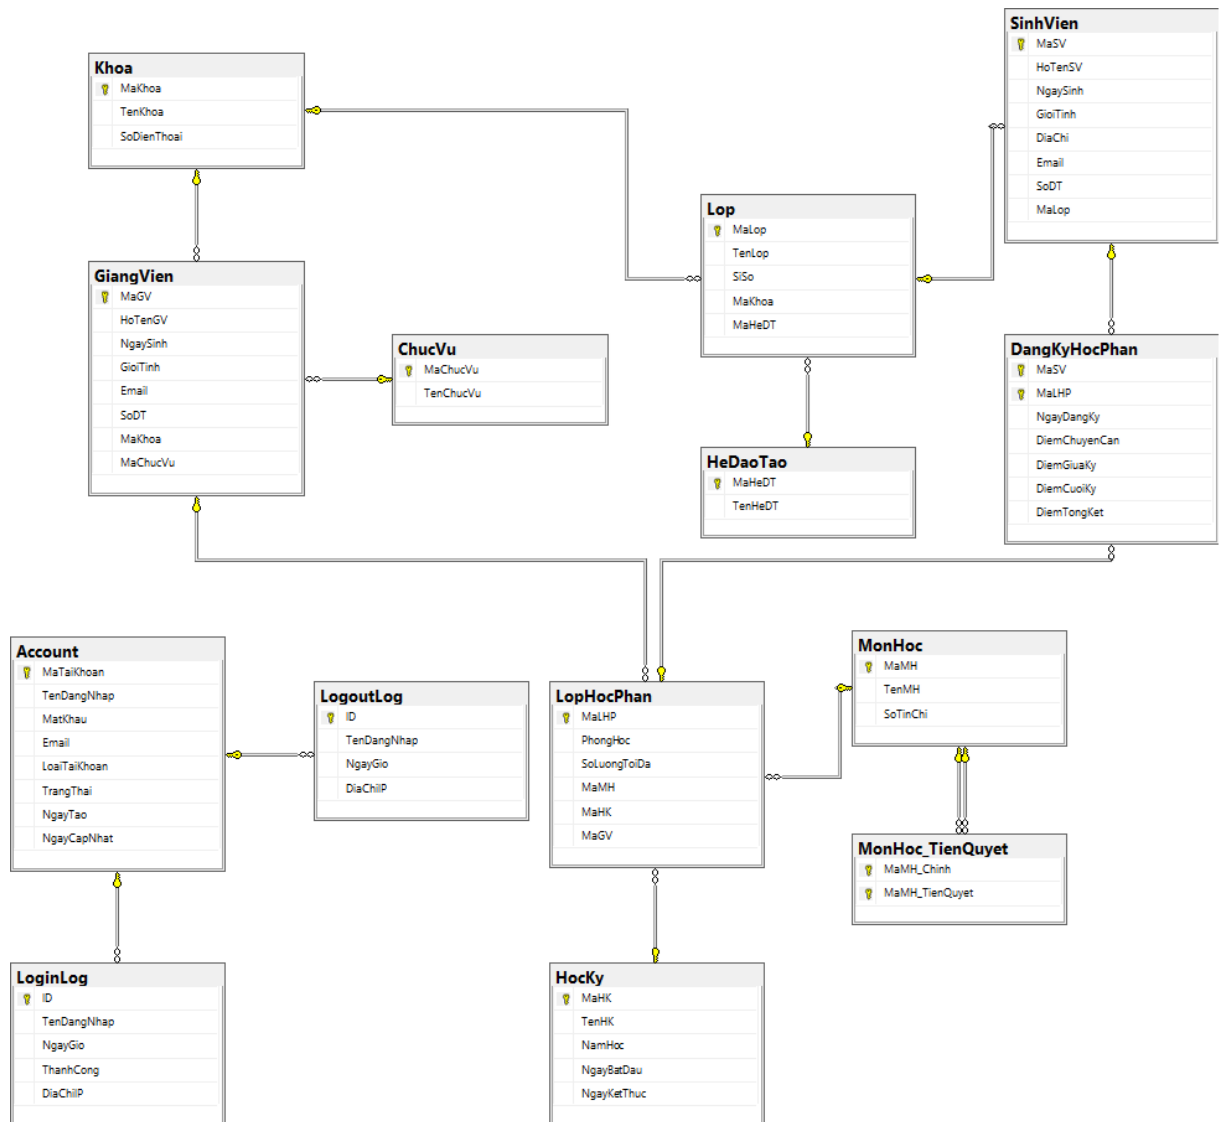 SinhVien
MaSV
HoTenSV
NgaySinh
GioiTinh
DiaChi
Email
SoDT
MaLop
Khoa
MaKhoa
TenKhoa
SoDienThoai
Lop
MaLop
TenLop
SiSo
MaKhoa
MaHeDT
GiangVien
MaGV
HoTenGV
NgaySinh
GioiTinh
Email
SoDT
MaKhoa
MaChucVu
ChucVu
MaChucVu
TenChucVu
DangKyHocPhan
MaSV
MaLHP
NgayDangKy
DiemChuyenCan
DiemGiuaKy
DiemCuoiKy
DiemTongKet
HeDaoTao
MaHeDT
TenHeDT
Account
MaTaiKhoan
TenDangNhap
MatKhau
Email
LoaiTaiKhoan
TrangThai
NgayTao
NgayCapNhat
LogoutLog
ID
TenDangNhap
NgayGio
DiaChiIP
LopHocPhan
MaLHP
PhongHoc
SoLuongToiDa
MaMH
MaHK
MaGV
MonHoc
MaMH
TenMH
SoTinChi
MonHoc_TienQuyet
MaMH_Chinh
MaMH_TienQuyet
LoginLog
ID
TenDangNhap
NgayGio
ThanhCong
DiaChiIP
HocKy
MaHK
TenHK
NamHoc
NgayBatDau
NgayKetThuc